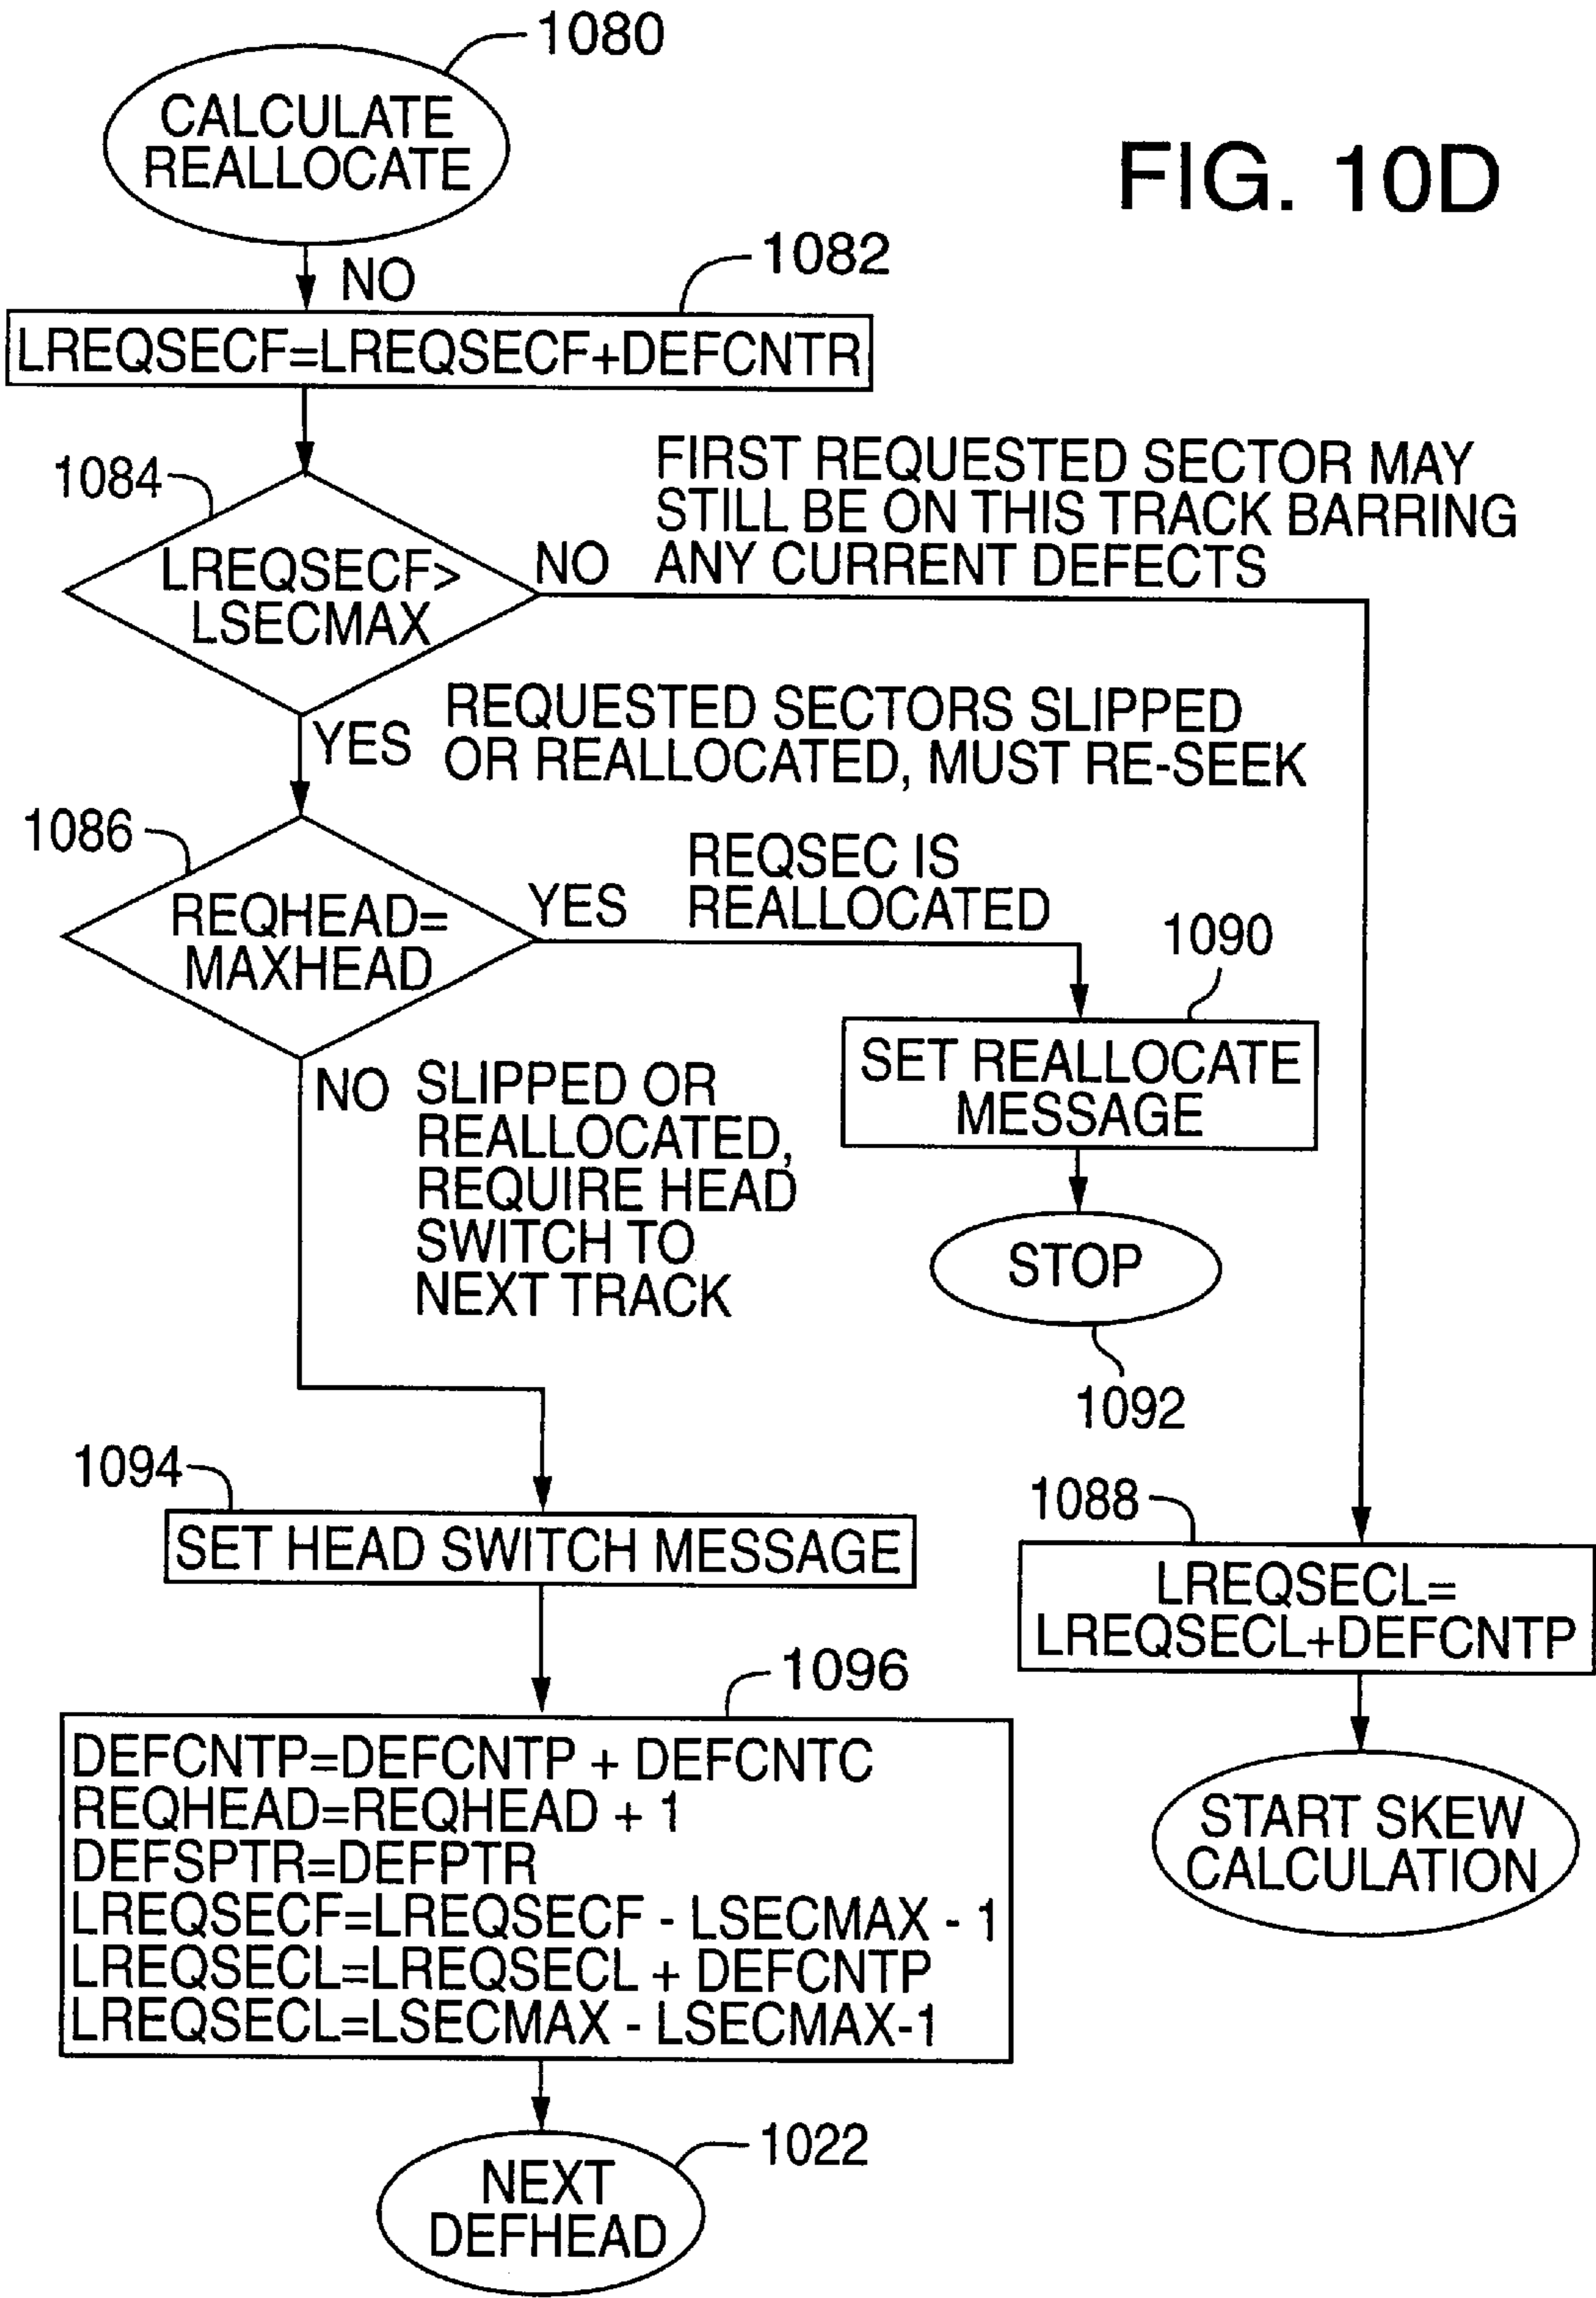 1080
CALCULATE
REALLOCATE
FIG. 10D
NO
1082
LREQSECF=LREQSECF+DEFCNTR
1084
LREQSECF>
LSECMAX
NO
FIRST REQUESTED SECTOR MAY
STILL BE ON THIS TRACK BARRING
ANY CURRENT DEFECTS
YES
REQUESTED SECTORS SLIPPED
OR REALLOCATED, MUST RE-SEEK
1086
REQHEAD=
MAXHEAD
YES
REQSEC IS
REALLOCATED
1090
SET REALLOCATE
MESSAGE
STOP
1092
NO
SLIPPED OR
REALLOCATED,
REQUIRE HEAD
SWITCH TO
NEXT TRACK
1094
SET HEAD SWITCH MESSAGE
1088
LREQSECL=
LREQSECL+DEFCNTP
START SKEW
CALCULATION
1096
DEFCNTP=DEFCNTP + DEFCNTC
REQHEAD=REQHEAD + 1
DEFSPTR=DEFPTR
LREQSECF=LREQSECF - LSECMAX - 1
LREQSECL=LREQSECL + DEFCNTP
LREQSECL=LSECMAX - LSECMAX-1
1022
NEXT
DEFHEAD